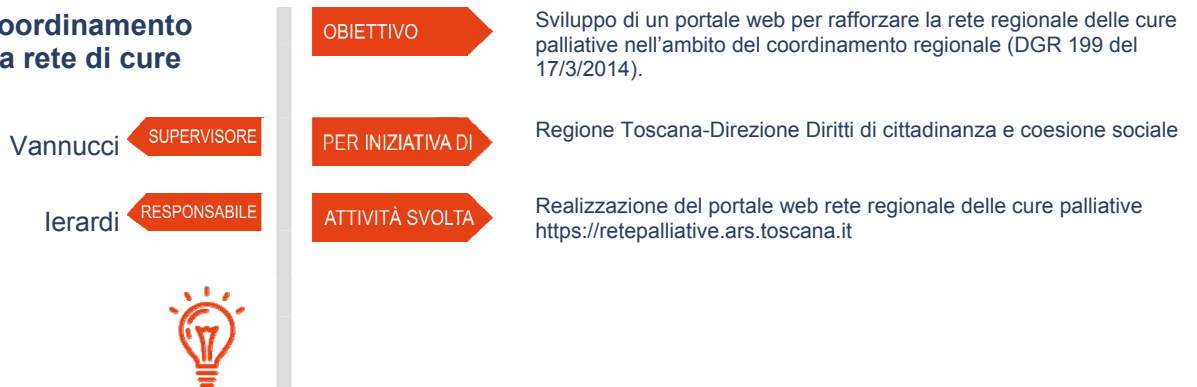 oordinamento
a rete di cure
OBIETTIVO
Sviluppo di un portale web per rafforzare la rete regionale delle cure
palliative nell'ambito del coordinamento regionale (DGR 199 del
17/3/2014).
Vannucci SUPERVISORE
PER INIZIATIVA DI
Regione Toscana-Direzione Diritti di cittadinanza e coesione sociale
Ierardi RESPONSABILE
ATTIVITÀ SVOLTA
Realizzazione del portale web rete regionale delle cure palliative
https://retepalliative.ars.toscana.it